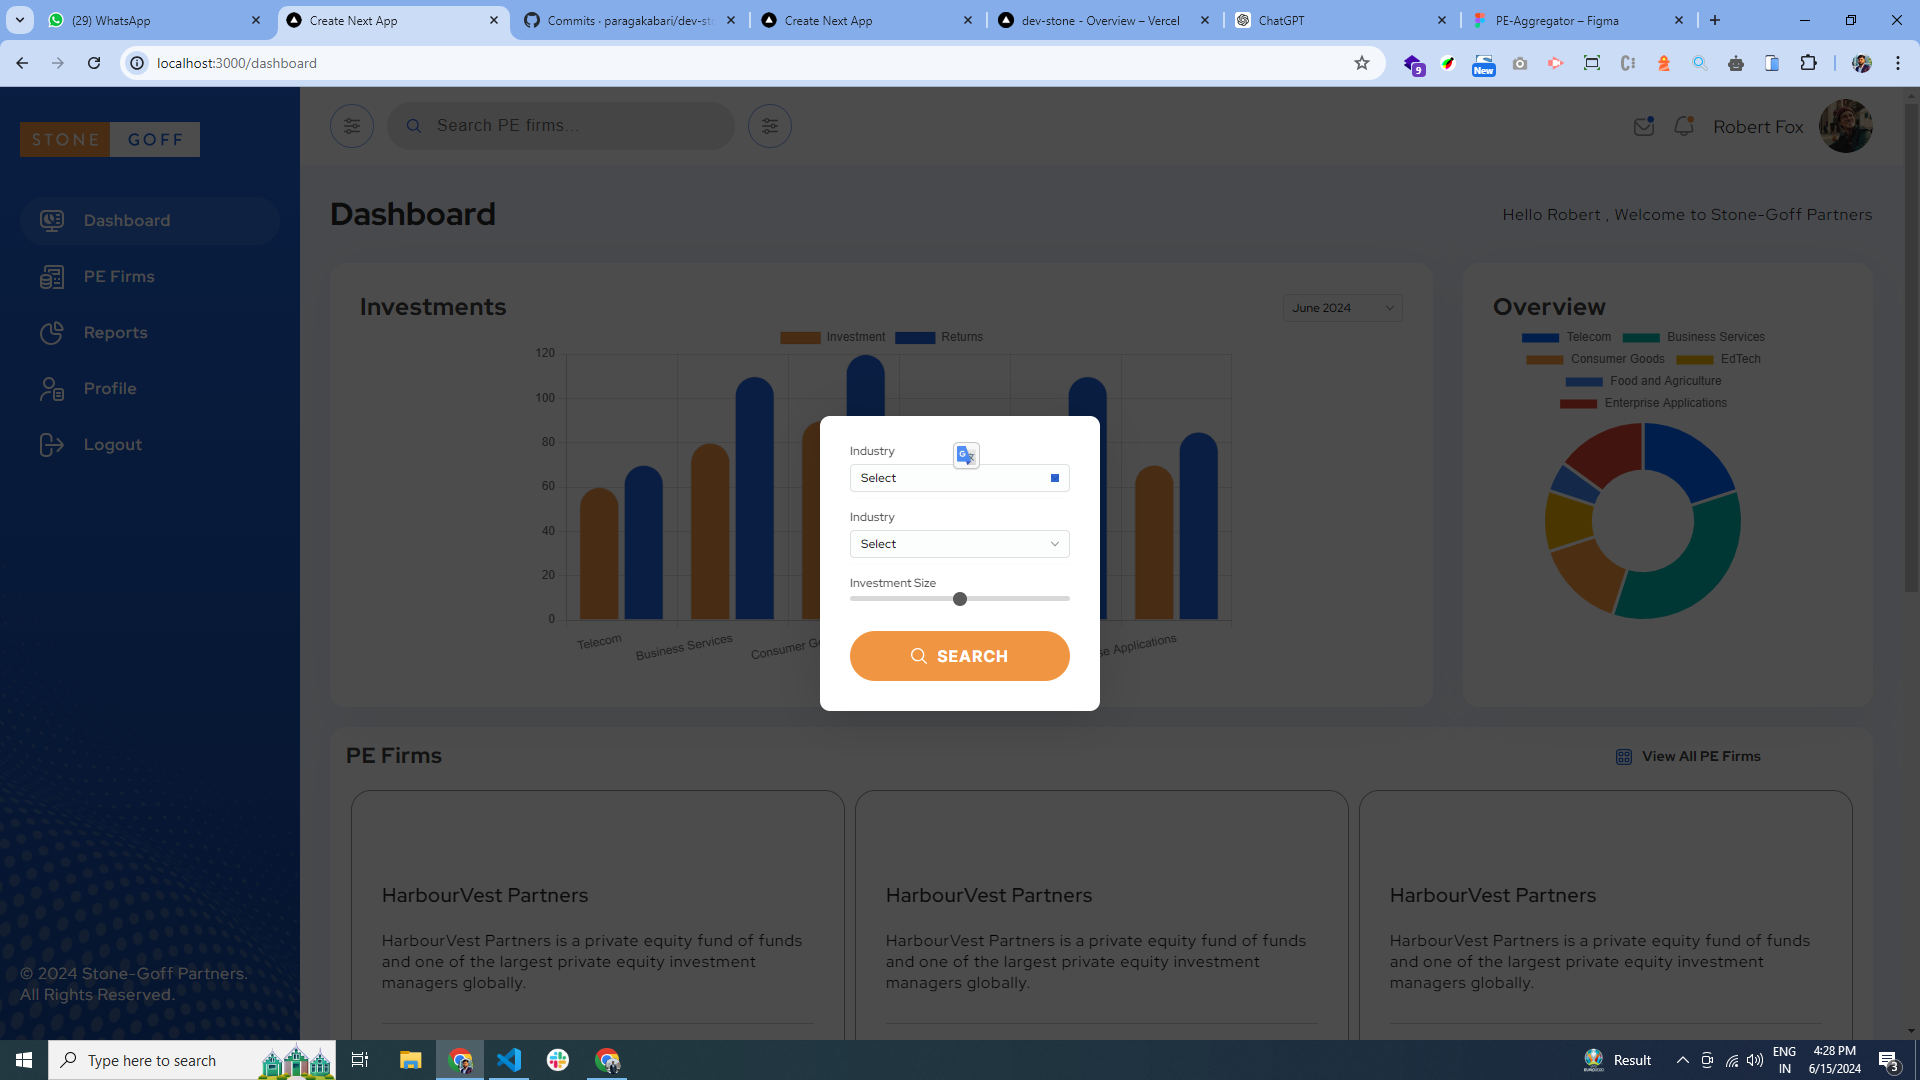 (29) WhatsApp
Create Next App
Commits · paragakabari/dev-st
Create Next App
dev-stone - Overview – Vercel
ChatGPT
PE-Aggregator – Figma
localhost:3000/dashboard
9
New
STONE GOFF
Search PE firms...
Robert Fox
Dashboard
PE Firms
Reports
Profile
Logout
© 2024 Stone-Goff Partners.
All Rights Reserved.
Dashboard
Hello Robert , Welcome to Stone-Goff Partners
Investments
June 2024
Investment Returns
120
100
80
60
40
20
0
Telecom
Business Services
Consumer Go
se Applications
Overview
Telecom Business Services
Consumer Goods EdTech
Food and Agriculture
Enterprise Applications
Industry
G
Select
Industry
Select
Investment Size
SEARCH
PE Firms
View All PE Firms
HarbourVest Partners
HarbourVest Partners is a private equity fund of funds
and one of the largest private equity investment
managers globally.
HarbourVest Partners
HarbourVest Partners is a private equity fund of funds
and one of the largest private equity investment
managers globally.
HarbourVest Partners
HarbourVest Partners is a private equity fund of funds
and one of the largest private equity investment
managers globally.
Type here to search
Result
ENG
IN
4:28 PM
6/15/2024
3